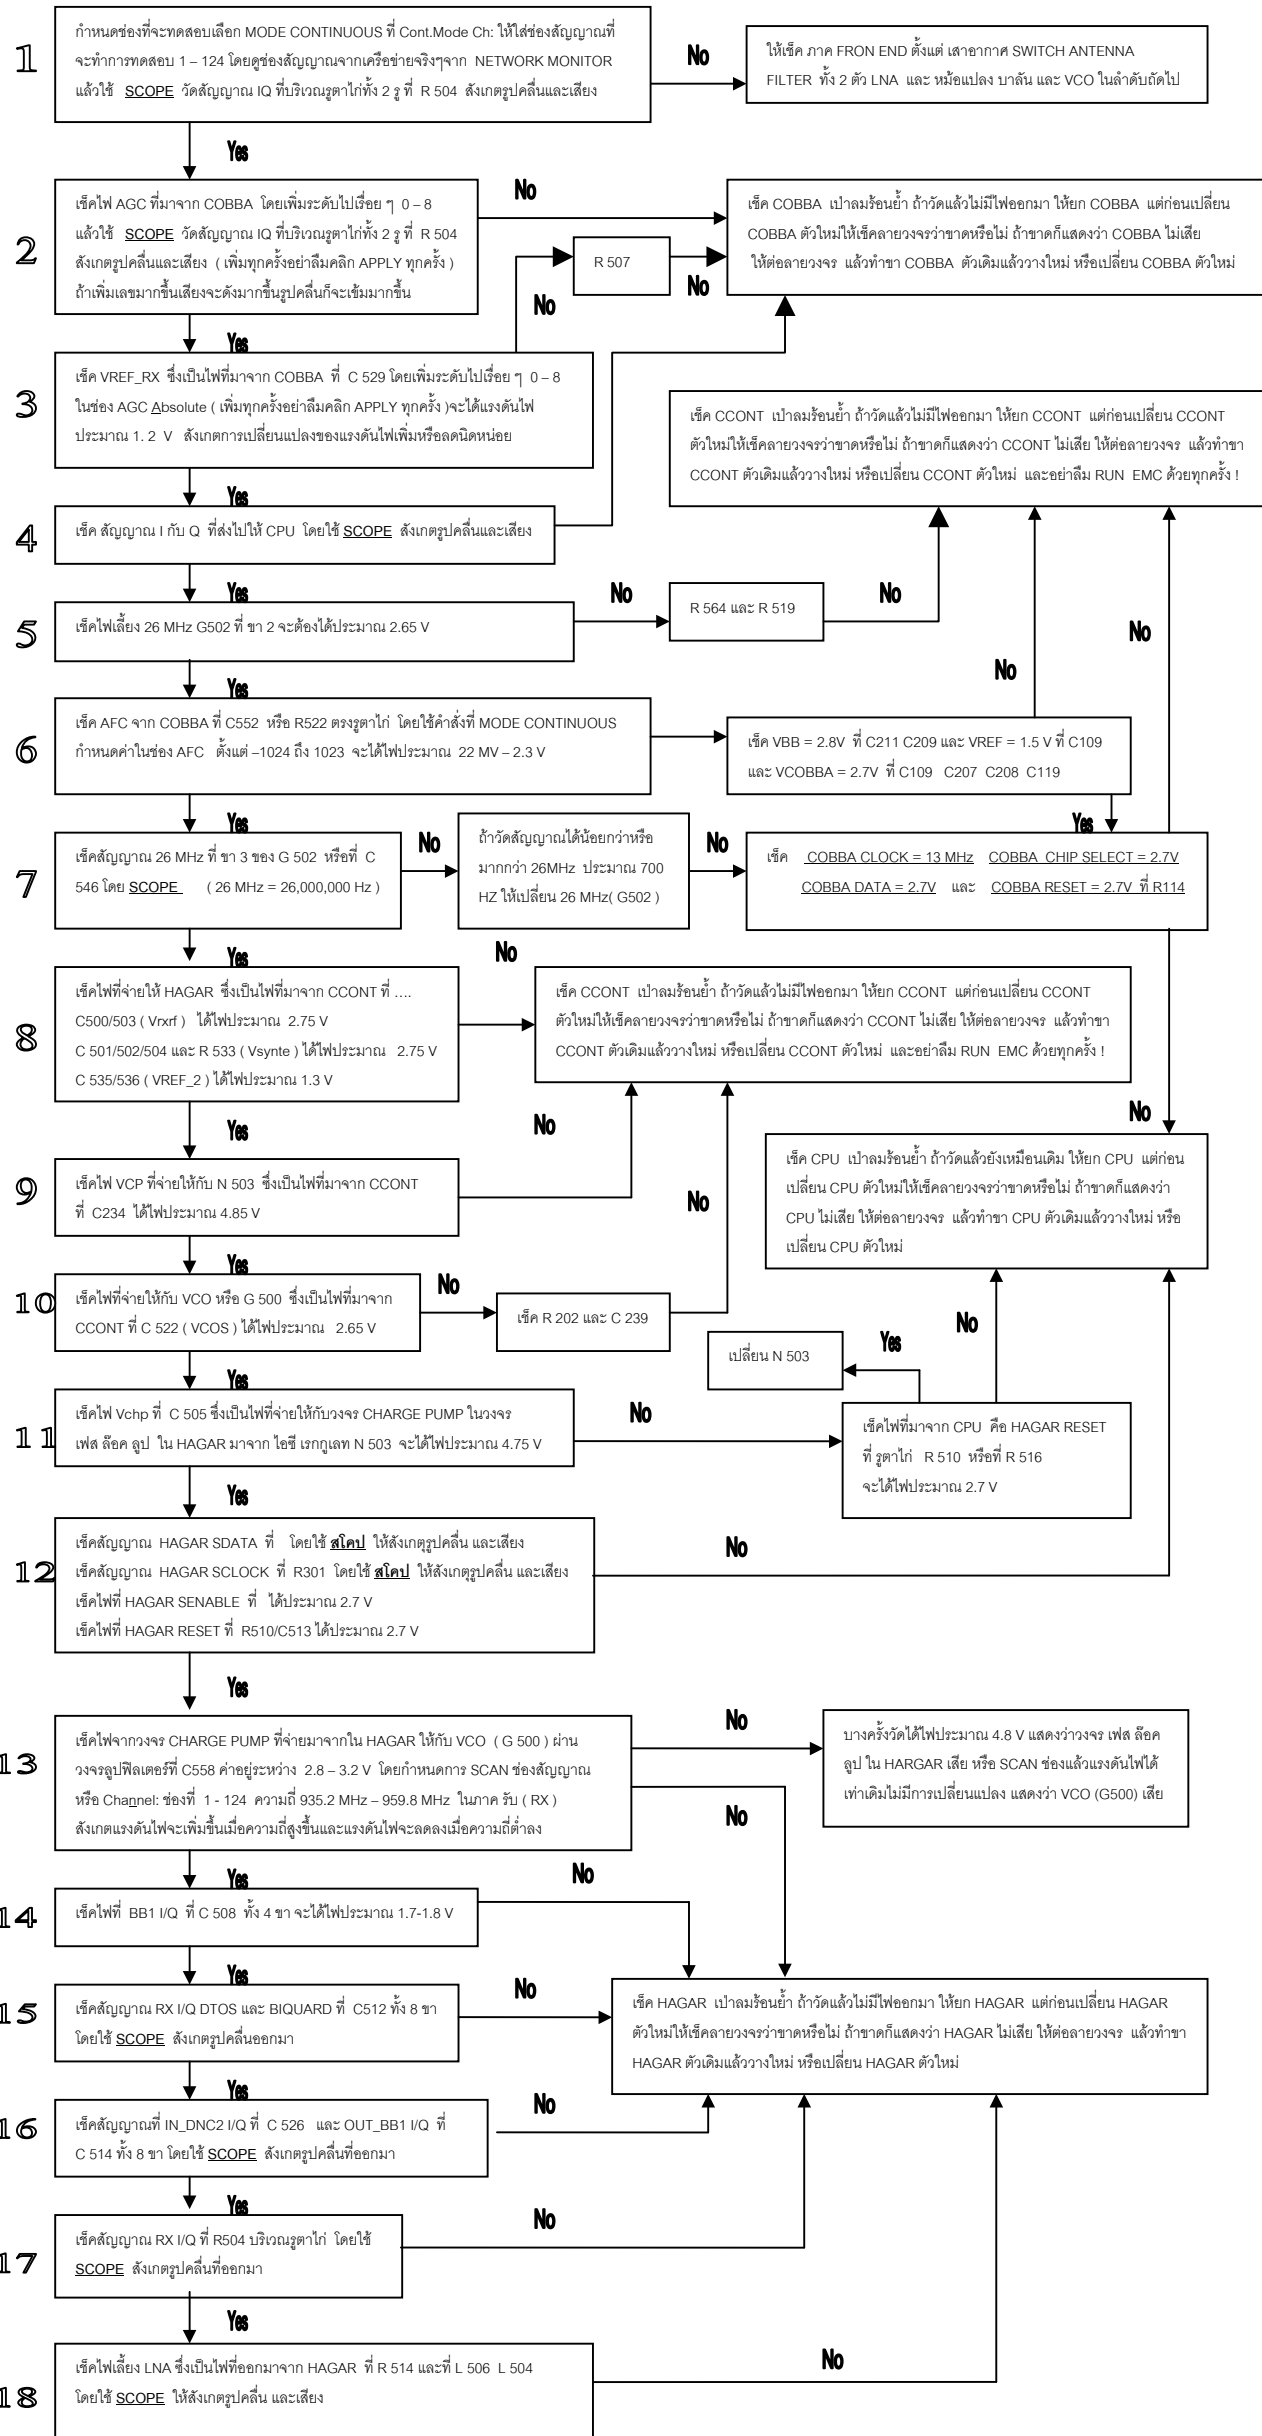 1
กำหนดช่องที่จะทดสอบเลือก MODE CONTINUOUS ที่ Cont.Mode Ch: ให้ใส่ช่องสัญาณที่
จะทำการทดสอบ 1 – 124 โดยดูช่องสัญาณจากเครือข่ายจริงๆจาก NETWORK MONITOR
แล้วใช้ SCOPE วัดสัญาณ IQ ที่บริเวณรูตาไก่ทั้ง 2 รู ที่ R 504 สังเกตรูปคลื่นและเสียง
No
ให้เช็ค ภาค FRON END ตั้งแต่ เสาอากาศ SWITCH ANTENNA
FILTER ทั้ง 2 ตัว LNA และ หม้อแปลง บาลัน และ VCO ในลำดับถัดไป
Yes
2
เช็คไฟ AGC ที่มาจาก COBBA โดยเพิ่มระดับไปเรื่อย ๆ 0 – 8
แล้วใช้ SCOPE วัดสัญาณ IQ ที่บริเวณรูตาไก่ทั้ง 2 รู ที่ R 504
สังเกตรูปคลื่นและเสียง ( เพิ่มทุกครั้งอย่าลืมคลิก APPLY ทุกครั้ง )
ถ้าเพิ่มเลขมากขึ้นเสียงจะดังมากขึ้นรูปคลื่นก็จะเข้มมากขึ้น
No
R 507
No
No
เช็ค COBBA เป่าลมร้อนย้ำ ถ้าวัดแล้วไม่มีไฟออกมา ให้ยก COBBA แต่ก่อนเปลี่ยน
COBBA ตัวใหม่ให้เช็คลายวงจรว่าขาดหรือไม่ ถ้าขาดก็แสดงว่า COBBA ไม่เสีย
ให้ต่อลายวงจร แล้วทำขา COBBA ตัวเดิมแล้ววางใหม่ หรือเปลี่ยน COBBA ตัวใหม่
Yes
3
เช็ค VREF_RX ซึ่งเป็นไฟที่มาจาก COBBA ที่ C 529 โดยเพิ่มระดับไปเรื่อย ๆ 0 – 8
ในช่อง AGC Absolute ( เพิ่มทุกครั้งอย่าลืมคลิก APPLY ทุกครั้ง )จะได้แรงดันไฟ
ประมาณ 1. 2 V สังเกตการเปลี่ยนแปลงของแรงดันไฟเพิ่มหรือลดนิดหน่อย
เช็ค CCONT เป่าลมร้อนย้ำ ถ้าวัดแล้วไม่มีไฟออกมา ให้ยก CCONT แต่ก่อนเปลี่ยน CCONT
ตัวใหม่ให้เช็คลายวงจรว่าขาดหรือไม่ ถ้าขาดก็แสดงว่า CCONT ไม่เสีย ให้ต่อลายวงจร แล้วทำขา
CCONT ตัวเดิมแล้ววางใหม่ หรือเปลี่ยน CCONT ตัวใหม่ และอย่าลืม RUN EMC ด้วยทุกครั้ง !
Yes
4
เช็ค สัญาณ I กับ Q ที่ส่งไปให้ CPU โดยใช้ SCOPE สังเกตรูปคลื่นและเสียง
Yes
5
เช็คไฟเลี้ยง 26 MHz G502 ที่ ขา 2 จะต้องได้ประมาณ 2.65 V
No
R 564 และ R 519
No
No
No
Yes
6
เช็ค AFC จาก COBBA ที่ C552 หรือ R522 ตรงรูตาไก่ โดยใช้คำสั่งที่ MODE CONTINUOUS
กำหนดค่าในช่อง AFC ตั้งแต่ –1024 ถึง 1023 จะได้ไฟประมาณ 22 MV – 2.3 V
เช็ค VBB = 2.8V ที่ C211 C209 และ VREF = 1.5 V ที่ C109
และ VCOBBA = 2.7V ที่ C109 C207 C208 C119
Yes
Yes
7
เช็คสัญาณ 26 MHz ที่ ขา 3 ของ G 502 หรือที่ C
546 โดย SCOPE ( 26 MHz = 26,000,000 Hz )
No
ถ้าวัดสัญาณได้น้อยกว่าหรือ
มากกว่า 26MHz ประมาณ 700
HZ ให้เปลี่ยน 26 MHz( G502 )
No
เช็ค COBBA CLOCK = 13 MHz COBBA CHIP SELECT = 2.7V
COBBA DATA = 2.7V และ COBBA RESET = 2.7V ที่ R114
Yes
8
เช็คไฟที่จ่ายให้ HAGAR ซึ่งเป็นไฟที่มาจาก CCONT ที่ ....
C500/503 ( Vrxrf ) ได้ไฟประมาณ 2.75 V
C 501/502/504 และ R 533 ( Vsynte ) ได้ไฟประมาณ 2.75 V
C 535/536 ( VREF_2 ) ได้ไฟประมาณ 1.3 V
No
เช็ค CCONT เป่าลมร้อนย้ำ ถ้าวัดแล้วไม่มีไฟออกมา ให้ยก CCONT แต่ก่อนเปลี่ยน CCONT
ตัวใหม่ให้เช็คลายวงจรว่าขาดหรือไม่ ถ้าขาดก็แสดงว่า CCONT ไม่เสีย ให้ต่อลายวงจร แล้วทำขา
CCONT ตัวเดิมแล้ววางใหม่ หรือเปลี่ยน CCONT ตัวใหม่ และอย่าลืม RUN EMC ด้วยทุกครั้ง !
Yes
No
No
9
เช็คไฟ VCP ที่จ่ายให้กับ N 503 ซึ่งเป็นไฟที่มาจาก CCONT
ที่ C234 ได้ไฟประมาณ 4.85 V
No
เช็ค CPU เป่าลมร้อนย้ำ ถ้าวัดแล้วยังเหมือนเดิม ให้ยก CPU แต่ก่อน
เปลี่ยน CPU ตัวใหม่ให้เช็คลายวงจรว่าขาดหรือไม่ ถ้าขาดก็แสดงว่า
CPU ไม่เสีย ให้ต่อลายวงจร แล้วทำขา CPU ตัวเดิมแล้ววางใหม่ หรือ
เปลี่ยน CPU ตัวใหม่
Yes
10
เช็คไฟที่จ่ายให้กับ VCO หรือ G 500 ซึ่งเป็นไฟที่มาจาก
CCONT ที่ C 522 ( VCOS ) ได้ไฟประมาณ 2.65 V
No
เช็ค R 202 และ C 239
เปลี่ยน N 503
Yes
No
Yes
11
เช็คไฟ Vchp ที่ C 505 ซึ่งเป็นไฟที่จ่ายให้กับวงจร CHARGE PUMP ในวงจร
เฟส ล๊อค ลูป ใน HAGAR มาจาก ไอซี เรกกูเลท N 503 จะได้ไฟประมาณ 4.75 V
No
เช็คไฟที่มาจาก CPU คือ HAGAR RESET
ที่ รูตาไก่ R 510 หรือที่ R 516
จะได้ไฟประมาณ 2.7 V
Yes
12
เช็คสัญาณ HAGAR SDATA ที่ โดยใช้ สโคป ให้สังเกตุรูปคลื่น และเสียง
เช็คสัญาณ HAGAR SCLOCK ที่ R301 โดยใช้ สโคป ให้สังเกตุรูปคลื่น และเสียง
เช็คไฟที่ HAGAR SENABLE ที่ ได้ประมาณ 2.7 V
เช็คไฟที่ HAGAR RESET ที่ R510/C513 ได้ประมาณ 2.7 V
No
Yes
13
เช็คไฟจากวงจร CHARGE PUMP ที่จ่ายมาจากใน HAGAR ให้กับ VCO ( G 500 ) ผ่าน
วงจรลูปฟิลเตอร์ที่ C558 ค่าอยู่ระหว่าง 2.8 – 3.2 V โดยกำหนดการ SCAN ช่องสัญาณ
หรือ Channel: ช่องที่ 1 - 124 ความถี่ 935.2 MHz – 959.8 MHz ในภาค รับ ( RX )
สังเกตแรงดันไฟจะเพิ่มขึ้นเมื่อความถี่สูงขึ้นและแรงดันไฟจะลดลงเมื่อความถี่ต่ำลง
No
No
บางครั้งวัดได้ไฟประมาณ 4.8 V แสดงว่าวงจร เฟส ล๊อค
ลูป ใน HARGAR เสีย หรือ SCAN ช่องแล้วแรงดันไฟได้
เท่าเดิมไม่มีการเปลี่ยนแปลง แสดงว่า VCO (G500) เสีย
Yes
14
เช็คไฟที่ BB1 I/Q ที่ C 508 ทั้ง 4 ขา จะได้ไฟประมาณ 1.7-1.8 V
No
Yes
15
เช็คสัญาณ RX I/Q DTOS และ BIQUARD ที่ C512 ทั้ง 8 ขา
โดยใช้ SCOPE สังเกตรูปคลื่นออกมา
No
เช็ค HAGAR เป่าลมร้อนย้ำ ถ้าวัดแล้วไม่มีไฟออกมา ให้ยก HAGAR แต่ก่อนเปลี่ยน HAGAR
ตัวใหม่ให้เช็คลายวงจรว่าขาดหรือไม่ ถ้าขาดก็แสดงว่า HAGAR ไม่เสีย ให้ต่อลายวงจร แล้วทำขา
HAGAR ตัวเดิมแล้ววางใหม่ หรือเปลี่ยน HAGAR ตัวใหม่
Yes
16
เช็คสัญาณที่ IN_DNC2 I/Q ที่ C 526 และ OUT_BB1 I/Q ที่
C 514 ทั้ง 8 ขา โดยใช้ SCOPE สังเกตรูปคลื่นที่ออกมา
No
Yes
17
เช็คสัญาณ RX I/Q ที่ R504 บริเวณรูตาไก่ โดยใช้
SCOPE สังเกตรูปคลื่นที่ออกมา
No
Yes
18
เช็คไฟเลี้ยง LNA ซึ่งเป็นไฟที่ออกมาจาก HAGAR ที่ R 514 และที่ L 506 L 504
โดยใช้ SCOPE ให้สังเกตรูปคลื่น และเสียง
No